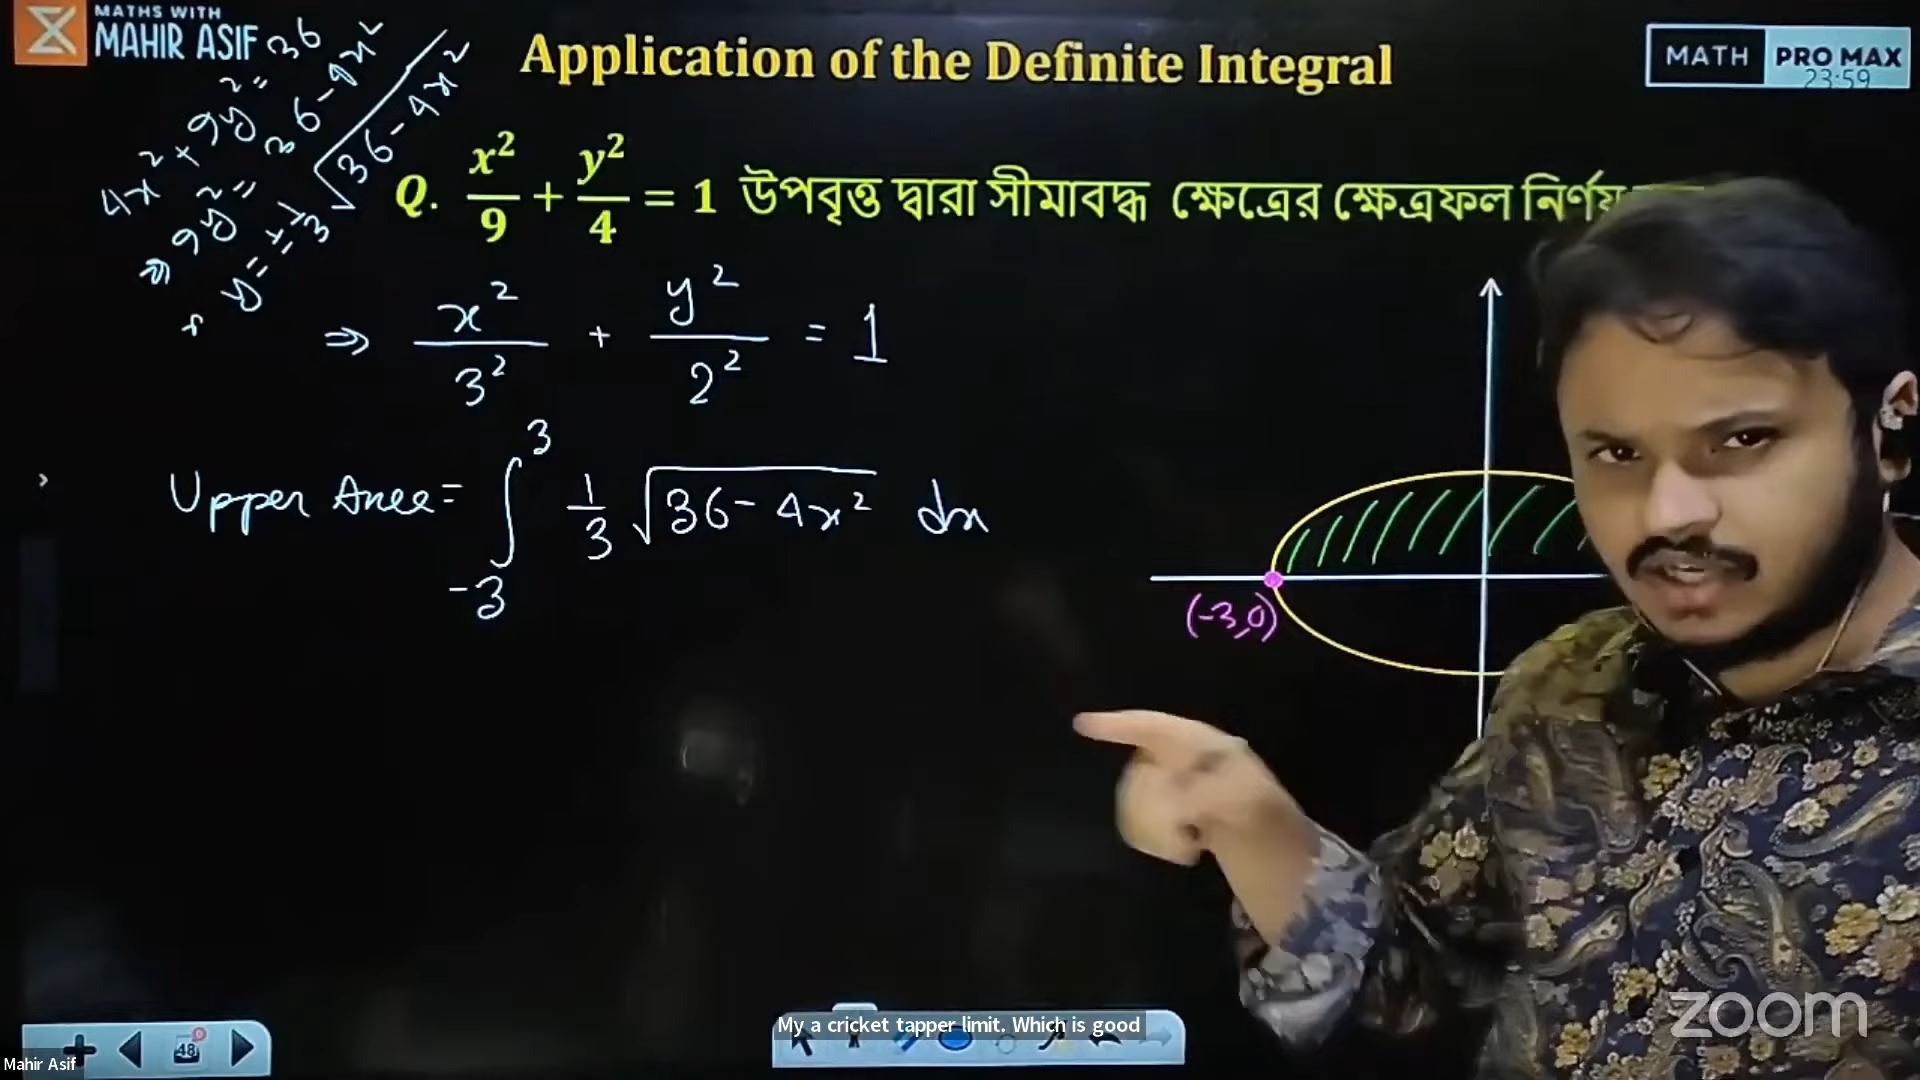 MATHS WITH
MAHIR ASIF
Application of the Definite Integral
MATH PRO MAX
23:59
4x² + 9y² = 36
⇒ 9y² = 36 - 4x²
y = ± 1/3 √36 - 4x²
Q. x²/9 + y²/4 = 1 উপবৃত্ত দ্বারা সীমাবদ্ধ ক্ষেত্রের ক্ষেত্রফল নির্ণয়
⇒ x²/3² + y²/2² = 1
Upper Area = ∫₋₃³ 1/3 √36 - 4x² dx
(-3,0)
zoom
My a cricket tapper limit. Which is good
48
Mahir Asif